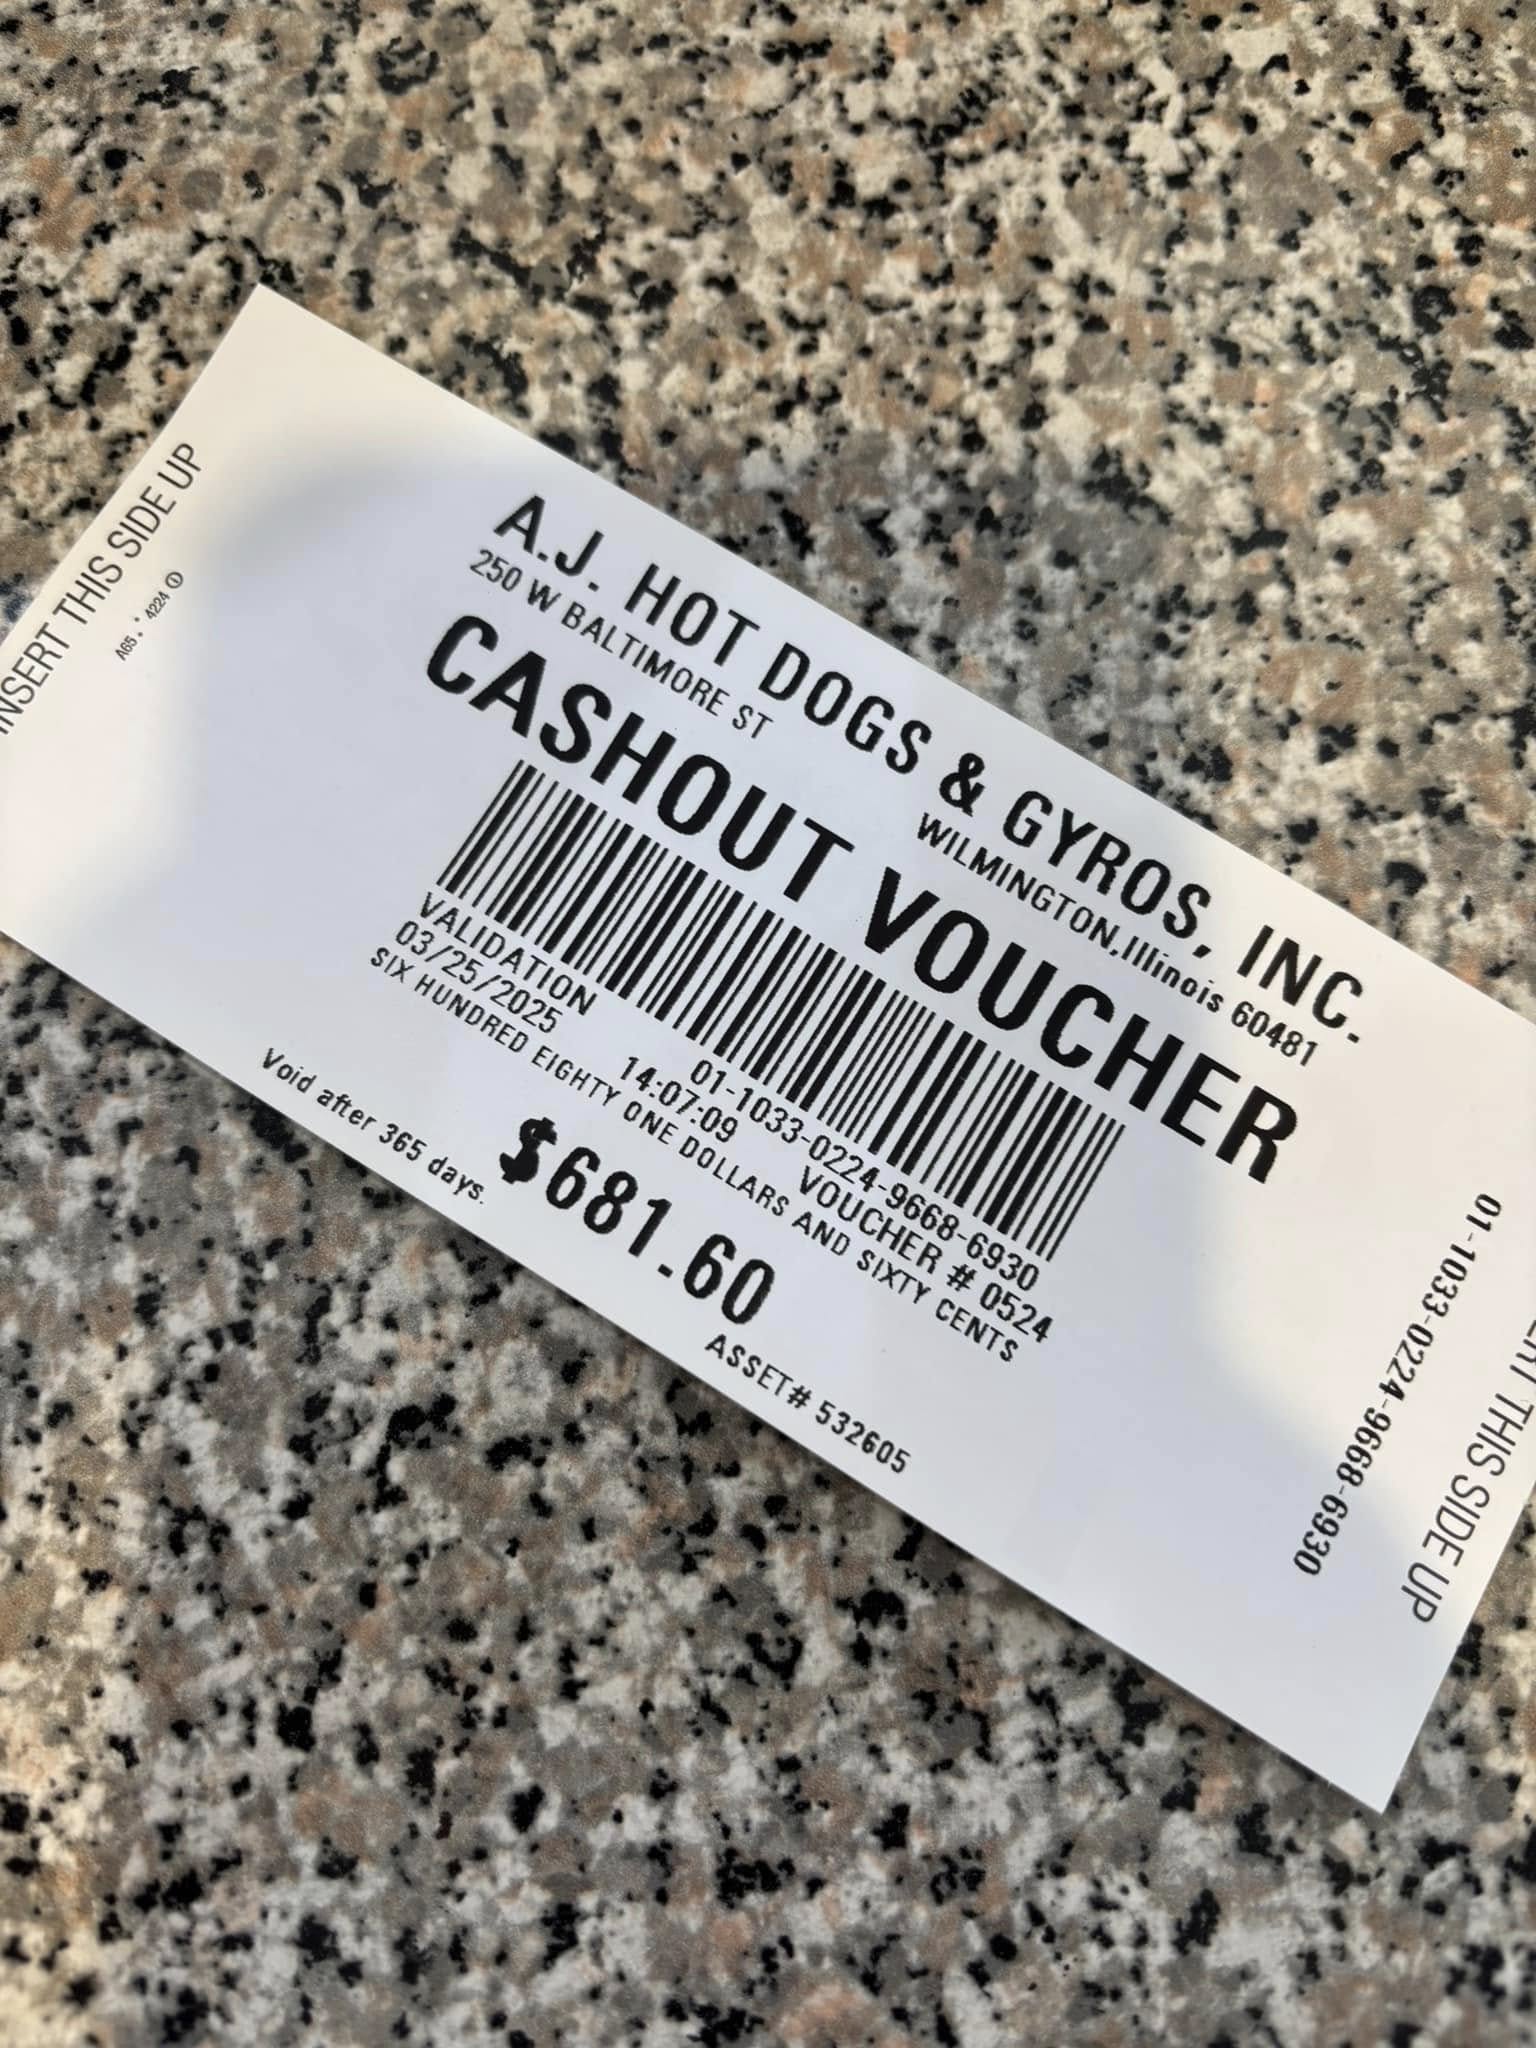 INSERT THIS SIDE UP
A65. 4224
A.J. HOT DOGS & GYROS, INC.
250 W BALTIMORE ST WILMINGTON,Illinois 60481
CASHOUT VOUCHER
VALIDATION 01-1033-0224-9668-6930
03/25/2025 14:07:09 VOUCHER # 0524
SIX HUNDRED EIGHTY ONE DOLLARS AND SIXTY CENTS
$681.60
Void after 365 days. ASSET# 532605
01-1033-0224-9668-6930
THIS SIDE UP